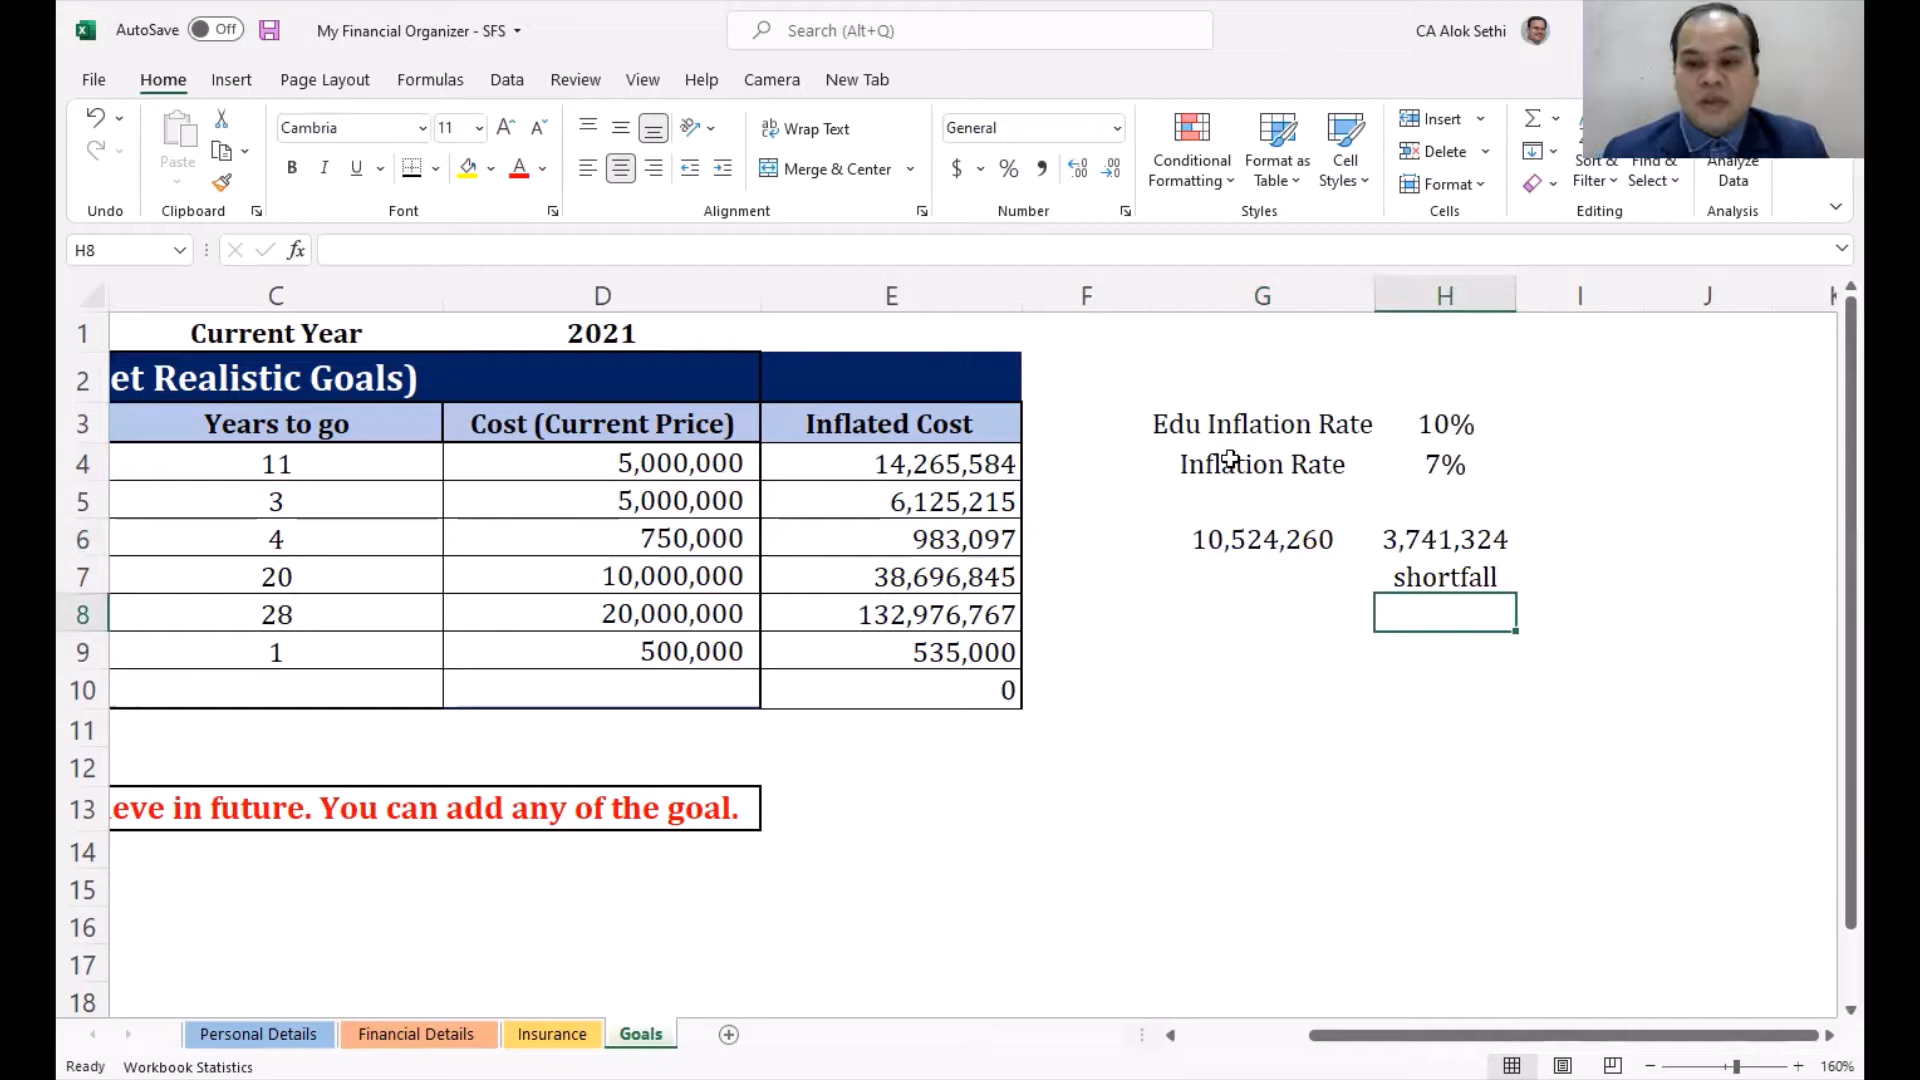 AutoSave Off My Financial Organizer - SFS Search (Alt+Q) CA Alok Sethi
File Home Insert Page Layout Formulas Data Review View Help Camera New Tab
Cambria 11 Wrap Text General Insert
Paste B I U Merge & Center $ % Conditional Formatting Format as Table Cell Styles Delete Format Sort & Filter Find & Select Analyze Data
Undo Clipboard Font Alignment Number Styles Cells Editing Analysis
H8 fx
C D E F G H I J
1 Current Year 2021
2 et Realistic Goals)
3 Years to go Cost (Current Price) Inflated Cost Edu Inflation Rate 10%
4 11 5,000,000 14,265,584 Inflation Rate 7%
5 3 5,000,000 6,125,215
6 4 750,000 983,097 10,524,260 3,741,324
7 20 10,000,000 38,696,845 shortfall
8 28 20,000,000 132,976,767
9 1 500,000 535,000
10 0
11
12
13 eve in future. You can add any of the goal.
14
15
16
17
18
Personal Details Financial Details Insurance Goals
Ready Workbook Statistics 160%